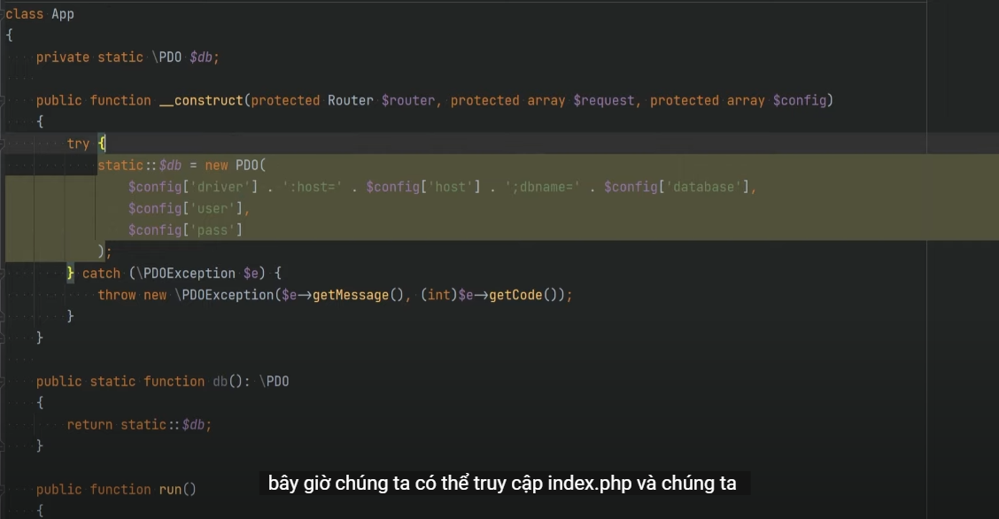 class App
{
private static \PDO $db;
public function __construct(protected Router $router, protected array $request, protected array $config)
{
try {
static::$db = new PDO(
$config['driver'] . ':host=' . $config['host'] . ';dbname=' . $config['database'],
$config['user'],
$config['pass']
);
} catch (\PDOException $e) {
throw new \PDOException($e->getMessage(), (int)$e->getCode());
}
}
public static function db(): \PDO
{
return static::$db;
}
public function run()
{
bây giờ chúng ta có thể truy cập index.php và chúng ta